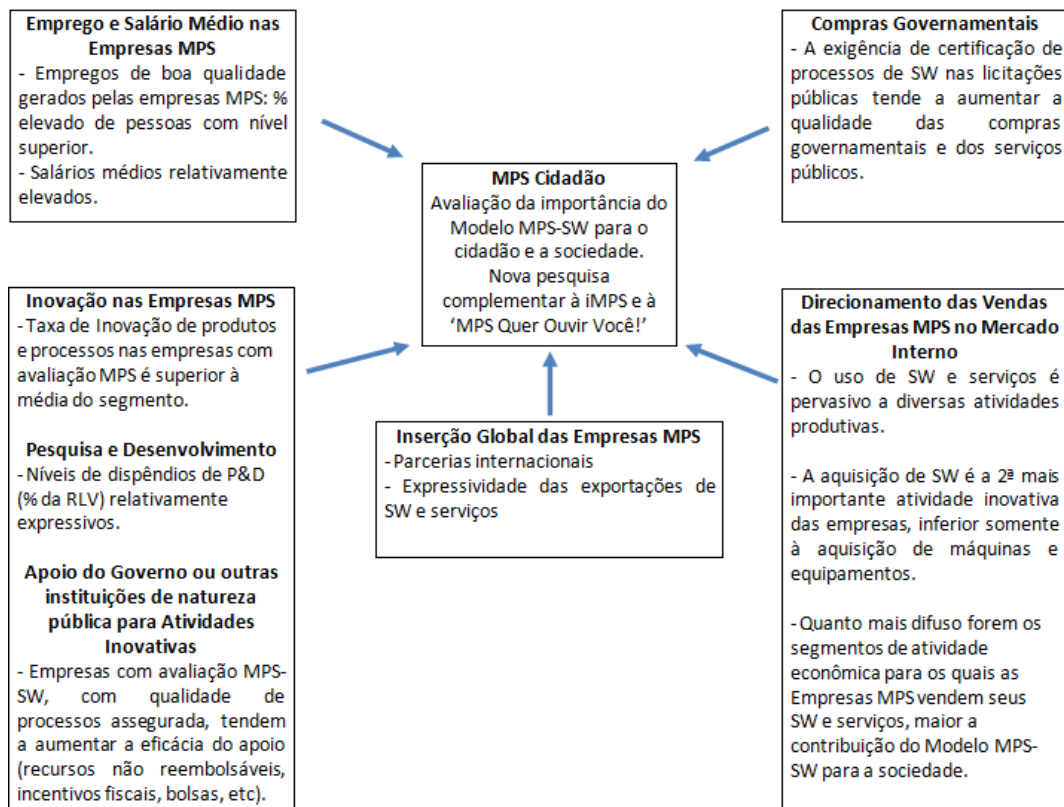 Emprego e Salário Médio nas
Empresas MPS
- Empregos de boa qualidade
gerados pelas empresas MPS: %
elevado de pessoas com nível
superior.
- Salários médios relativamente
elevados.
Compras Governamentais
- A exigência de certificação de
processos de SW nas licitações
públicas tende a aumentar a
qualidade das compras
governamentais e dos serviços
públicos.
MPS Cidadão
Avaliação da importância do
Modelo MPS-SW para o
cidadão e a sociedade.
Nova pesquisa
complementar à iMPS e à
‘MPS Quer Ouvir Você!’
Inovação nas Empresas MPS
- Taxa de Inovação de produtos
e processos nas empresas com
avaliação MPS é superior à
média do segmento.
Pesquisa e Desenvolvimento
- Níveis de dispêndios de P&D
(% da RLV) relativamente
expressivos.
Apoio do Governo ou outras
instituições de natureza
pública para Atividades
Inovativas
- Empresas com avaliação MPS-
SW, com qualidade de
processos assegurada, tendem
a aumentar a eficácia do apoio
(recursos não reembolsáveis,
incentivos fiscais, bolsas, etc).
Inserção Global das Empresas MPS
- Parcerias internacionais
- Expressividade das exportações de
SW e serviços
Direcionamento das Vendas
das Empresas MPS no Mercado
Interno
- O uso de SW e serviços é
pervasivo a diversas atividades
produtivas.
- A aquisição de SW é a 2ª mais
importante atividade inovativa
das empresas, inferior somente
à aquisição de máquinas e
equipamentos.
- Quanto mais difuso forem os
segmentos de atividade
econômica para os quais as
Empresas MPS vendem seus
SW e serviços, maior a
contribuição do Modelo MPS-
SW para a sociedade.